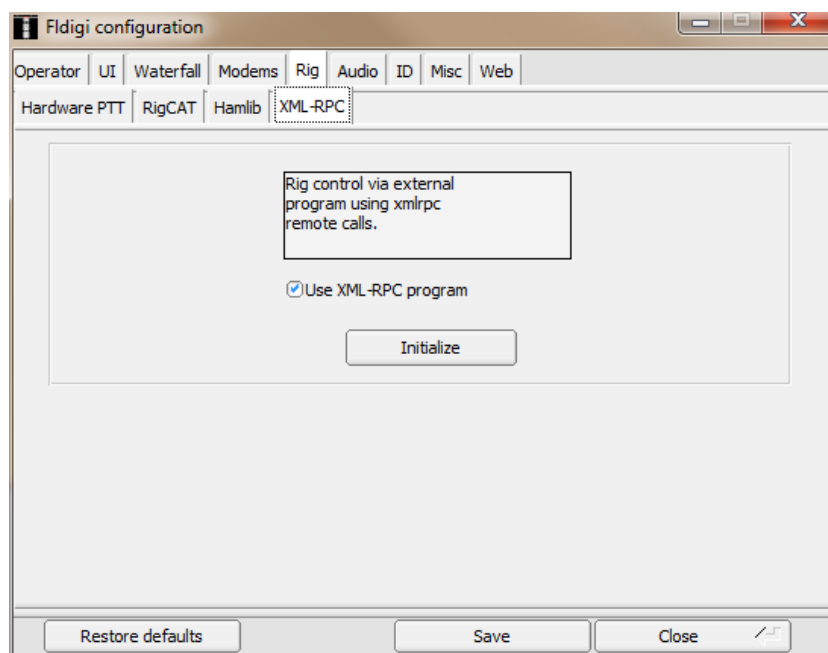 Fldigi configuration
Operator UI Waterfall Modems Rig Audio ID Misc Web
Hardware PTT RigCAT Hamlib XML-RPC
Rig control via external
program using xmlrpc
remote calls.
Use XML-RPC program
Initialize
Restore defaults Save Close